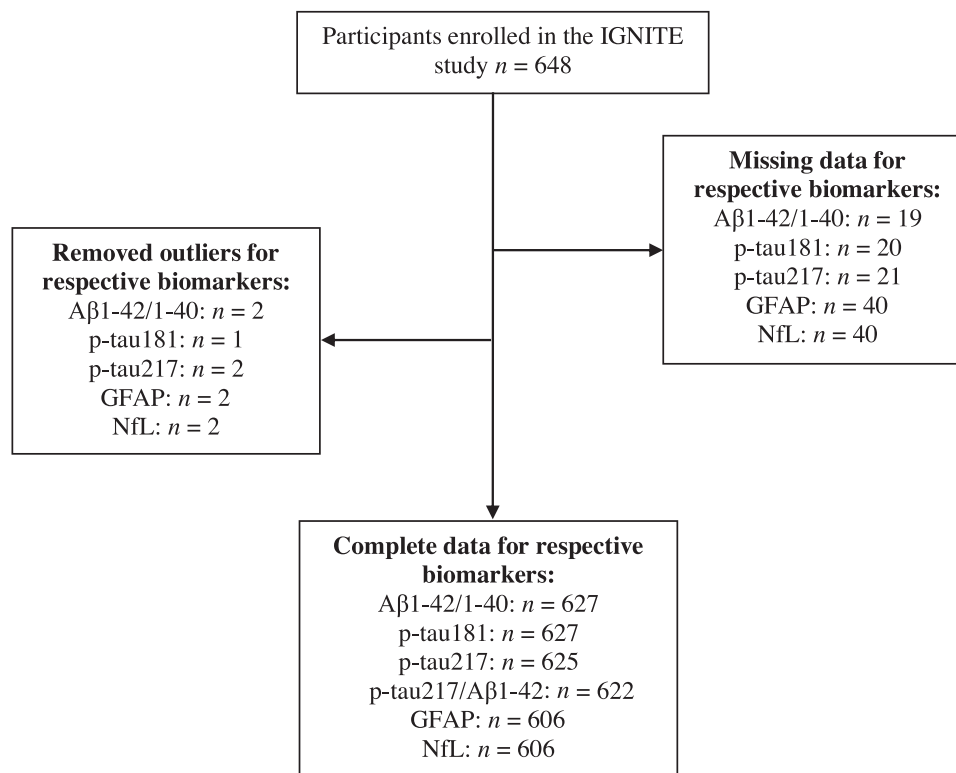 Participants enrolled in the IGNITE
study n = 648
Missing data for
respective biomarkers:
Aβ1-42/1-40: n = 19
p-tau181: n = 20
p-tau217: n = 21
GFAP: n = 40
NfL: n = 40
Removed outliers for
respective biomarkers:
Aβ1-42/1-40: n = 2
p-tau181: n = 1
p-tau217: n = 2
GFAP: n = 2
NfL: n = 2
Complete data for respective
biomarkers:
Aβ1-42/1-40: n = 627
p-tau181: n = 627
p-tau217: n = 625
p-tau217/Aβ1-42: n = 622
GFAP: n = 606
NfL: n = 606